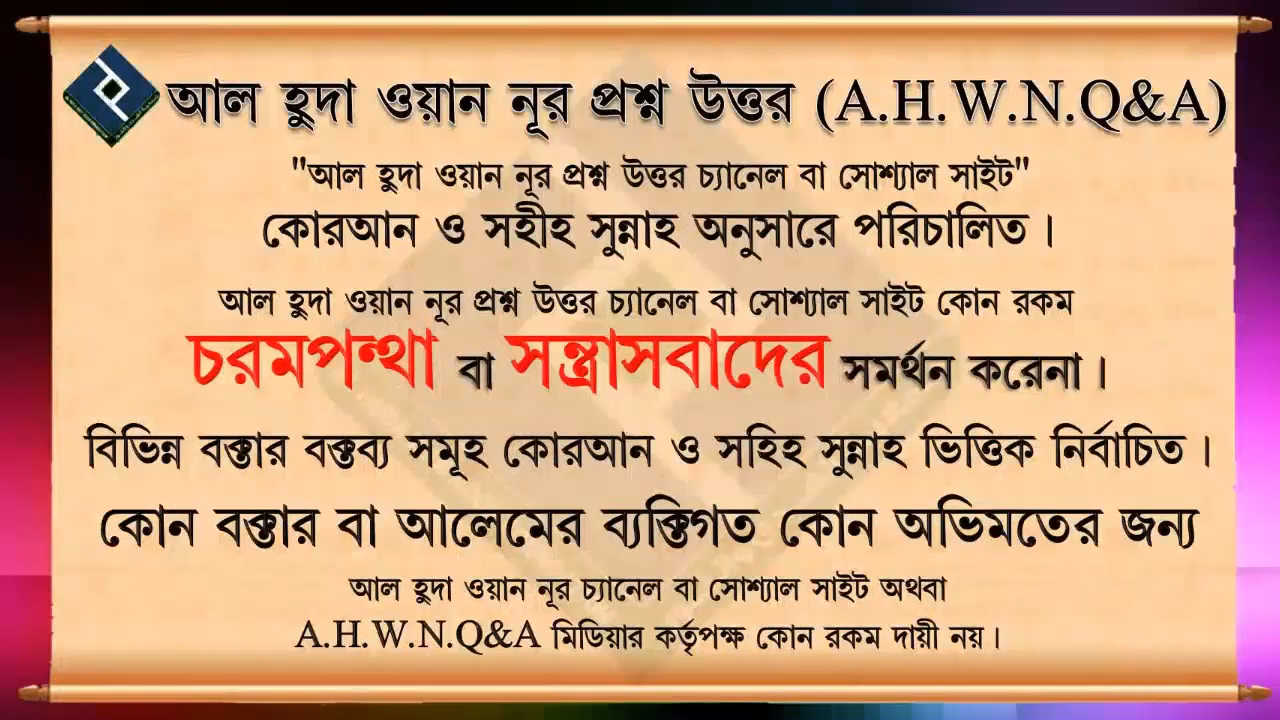 আল হুদা ওয়ান নূর প্রশ্ন উত্তর (A.H.W.N.Q&A)
"আল হুদা ওয়ান নূর প্রশ্ন উত্তর চ্যানেল বা সোশ্যাল সাইট"
কোরআন ও সহীহ সুন্নাহ অনুসারে পরিচালিত ।
আল হুদা ওয়ান নূর প্রশ্ন উত্তর চ্যানেল বা সোশ্যাল সাইট কোন রকম
চরমপন্থা বা সন্ত্রাসবাদের সমর্থন করেনা ।
বিভিন্ন বক্তার বক্তব্য সমূহ কোরআন ও সহিহ সুন্নাহ ভিত্তিক নির্বাচিত ।
কোন বক্তার বা আলেমের ব্যক্তিগত কোন অভিমতের জন্য
আল হুদা ওয়ান নূর চ্যানেল বা সোশ্যাল সাইট অথবা
A.H.W.N.Q&A মিডিয়ার কর্তৃপক্ষ কোন রকম দায়ী নয় ।